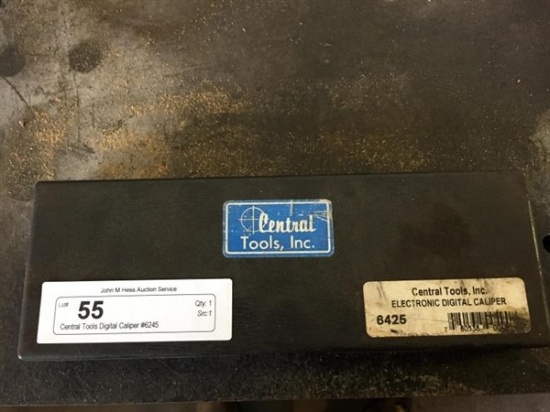 Central
Tools, Inc.
John M Hess Auction Service
Lot 55 Qty: 1
Src: 1
Central Tools Digital Caliper #6245
Central Tools, Inc.
ELECTRONIC DIGITAL CALIPER
6425